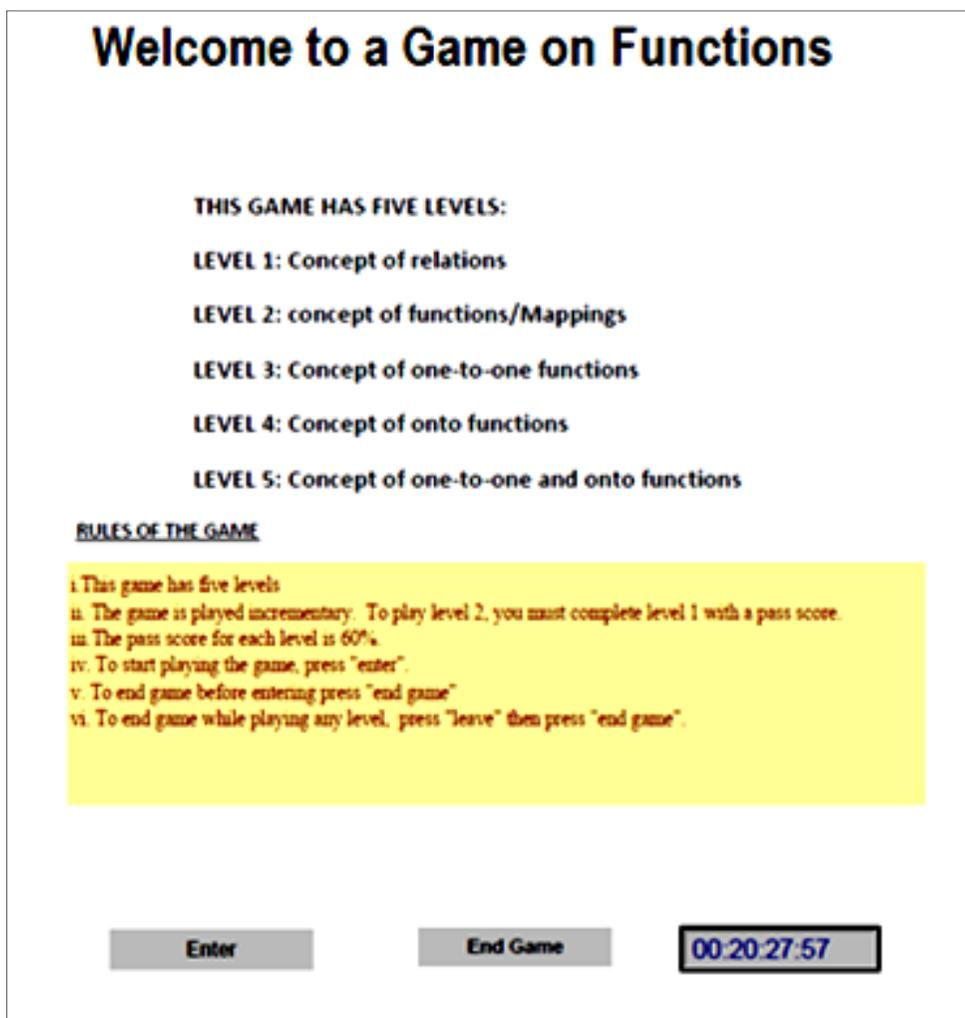 Welcome to a Game on Functions
THIS GAME HAS FIVE LEVELS:
LEVEL 1: Concept of relations
LEVEL 2: concept of functions/Mappings
LEVEL 3: Concept of one-to-one functions
LEVEL 4: Concept of onto functions
LEVEL 5: Concept of one-to-one and onto functions
RULES OF THE GAME
i.This game has five levels
ii. The game is played incrementary. To play level 2, you must complete level 1 with a pass score.
iii. The pass score for each level is 60%.
iv. To start playing the game, press "enter".
v. To end game before entering press "end game"
vi. To end game while playing any level, press "leave" then press "end game".
Enter
End Game
00:20:27:57